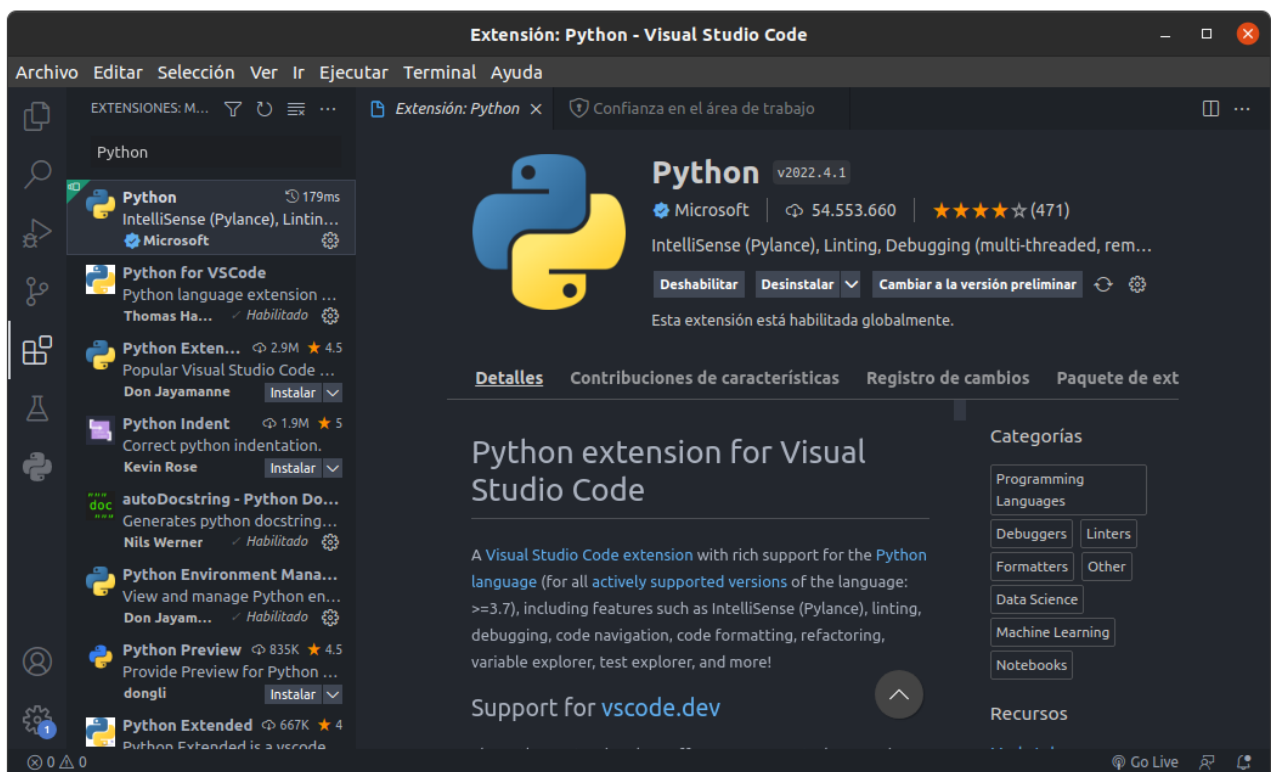 Extensión: Python - Visual Studio Code
Archivo Editar Selección Ver Ir Ejecutar Terminal Ayuda
EXTENSIONES: M...
Python
Python 179ms
IntelliSense (Pylance), Lintin...
Microsoft
Python for VSCode
Python language extension ...
Thomas Ha... ✓ Habilitado
Python Exten... 2.9M ★ 4.5
Popular Visual Studio Code ...
Don Jayamanne Instalar
Python Indent 1.9M ★ 5
Correct python indentation.
Kevin Rose Instalar
doc
autoDocstring - Python Do...
Generates python docstring...
Nils Werner ✓ Habilitado
Python Environment Mana...
View and manage Python en...
Don Jayam... ✓ Habilitado
Python Preview 835K ★ 4.5
Provide Preview for Python ...
dongli Instalar
Python Extended 667K ★ 4
Python Extended is a vscode
1
Extensión: Python
Confianza en el área de trabajo
Python v2022.4.1
Microsoft 54.553.660 ★★★★☆ (471)
IntelliSense (Pylance), Linting, Debugging (multi-threaded, rem...
Deshabilitar Desinstalar Cambiar a la versión preliminar
Esta extensión está habilitada globalmente.
Detalles Contribuciones de características Registro de cambios Paquete de ext
Python extension for Visual
Studio Code
A Visual Studio Code extension with rich support for the Python
language (for all actively supported versions of the language:
>=3.7), including features such as IntelliSense (Pylance), linting,
debugging, code navigation, code formatting, refactoring,
variable explorer, test explorer, and more!
Support for vscode.dev
Categorías
Programming
Languages
Debuggers Linters
Formatters Other
Data Science
Machine Learning
Notebooks
Recursos
0 0
Go Live